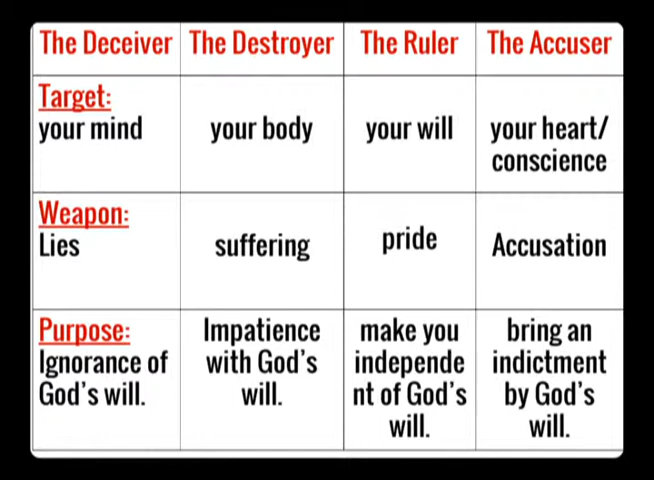 The Deceiver
The Destroyer
The Ruler
The Accuser
Target:
your mind
your body
your will
your heart/
conscience
Weapon:
Lies
suffering
pride
Accusation
Purpose:
Ignorance of
God's will.
Impatience
with God's
will.
make you
independe
nt of God's
will.
bring an
indictment
by God's
will.